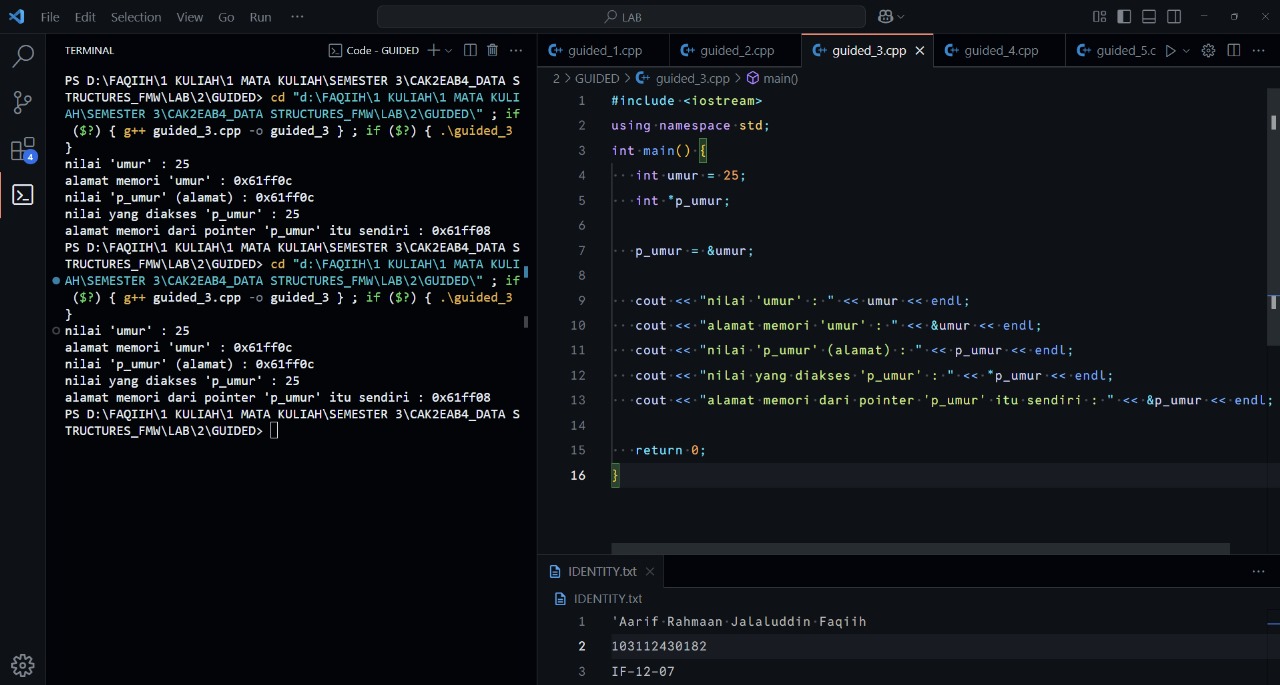 File Edit Selection View Go Run ··· LAB
TERMINAL
Code - GUIDED
PS D:\FAQIIH\1 KULIAH\1 MATA KULIAH\SEMESTER 3\CAK2EAB4_DATA S
TRUCTURES_FMW\LAB\2\GUIDED> cd "d:\FAQIIH\1 KULIAH\1 MATA KULI
AH\SEMESTER 3\CAK2EAB4_DATA STRUCTURES_FMW\LAB\2\GUIDED\" ; if
($?) { g++ guided_3.cpp -o guided_3 } ; if ($?) { .\guided_3
}
nilai 'umur' : 25
alamat memori 'umur' : 0x61ff0c
nilai 'p_umur' (alamat) : 0x61ff0c
nilai yang diakses 'p_umur' : 25
alamat memori dari pointer 'p_umur' itu sendiri : 0x61ff08
PS D:\FAQIIH\1 KULIAH\1 MATA KULIAH\SEMESTER 3\CAK2EAB4_DATA S
TRUCTURES_FMW\LAB\2\GUIDED> cd "d:\FAQIIH\1 KULIAH\1 MATA KULI
AH\SEMESTER 3\CAK2EAB4_DATA STRUCTURES_FMW\LAB\2\GUIDED\" ; if
($?) { g++ guided_3.cpp -o guided_3 } ; if ($?) { .\guided_3
}
nilai 'umur' : 25
alamat memori 'umur' : 0x61ff0c
nilai 'p_umur' (alamat) : 0x61ff0c
nilai yang diakses 'p_umur' : 25
alamat memori dari pointer 'p_umur' itu sendiri : 0x61ff08
PS D:\FAQIIH\1 KULIAH\1 MATA KULIAH\SEMESTER 3\CAK2EAB4_DATA S
TRUCTURES_FMW\LAB\2\GUIDED>
4
guided_1.cpp guided_2.cpp guided_3.cpp guided_4.cpp guided_5.c
2 > GUIDED > guided_3.cpp > main()
1 #include <iostream>
2 using namespace std;
3 int main() {
4 int umur = 25;
5 int *p_umur;
6
7 p_umur = &umur;
8
9 cout << "nilai 'umur' : " << umur << endl;
10 cout << "alamat memori 'umur' : " << &umur << endl;
11 cout << "nilai 'p_umur' (alamat) : " << p_umur << endl;
12 cout << "nilai yang diakses 'p_umur' : " << *p_umur << endl;
13 cout << "alamat memori dari pointer 'p_umur' itu sendiri : " << &p_umur << endl;
14
15 return 0;
16 }
IDENTITY.txt
IDENTITY.txt
1 'Aarif Rahmaan Jalaluddin Faqiih
2 103112430182
3 IF-12-07